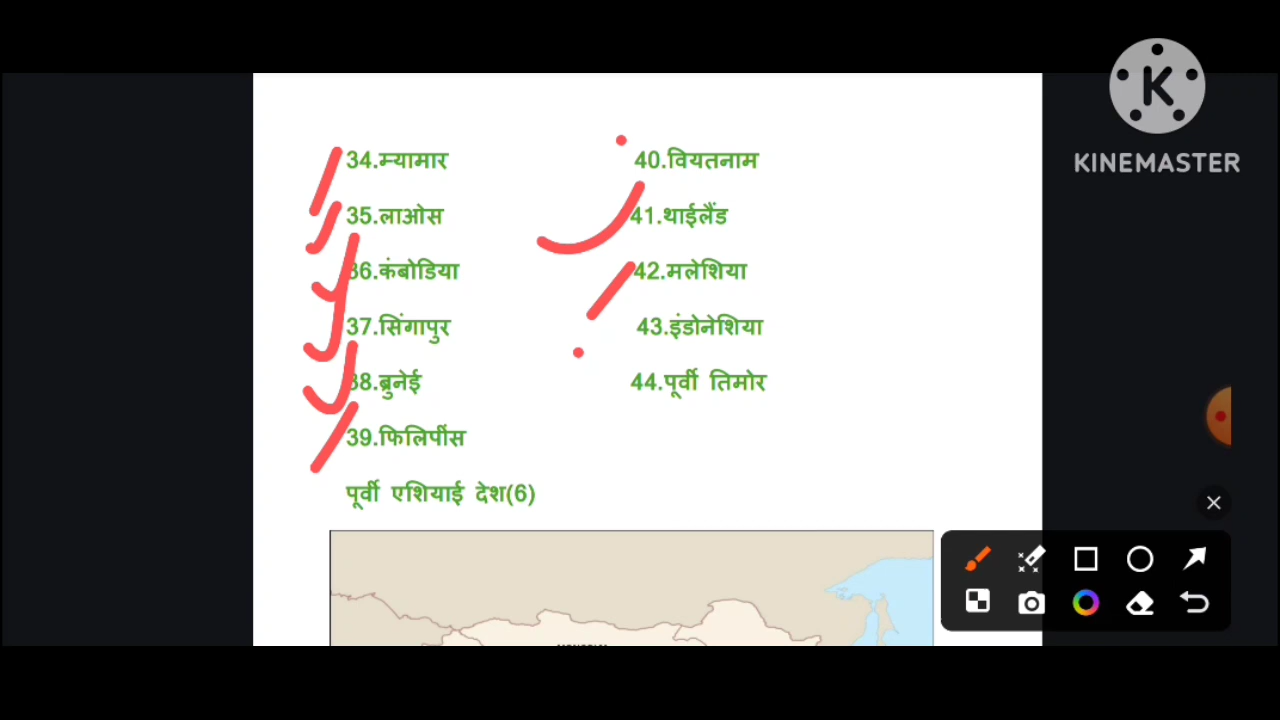 34.म्यामार
35.लाओस
36.कंबोडिया
37.सिंगापुर
38.ब्रुनेई
39.फिलिपींस
40.वियतनाम
41.थाईलैंड
42.मलेशिया
43.इंडोनेशिया
44.पूर्वी तिमोर
पूर्वी एशियाई देश(6)
KINEMASTER